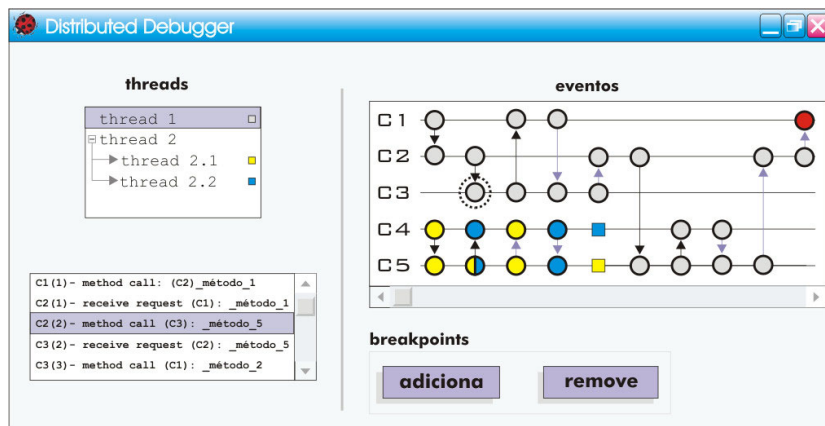 Distributed Debugger
threads
thread 1
thread 2
thread 2.1
thread 2.2
C1(1)- method call: (C2)_método_1
C2(1)- receive request (C1): _método_1
C2(2)- method call (C3): _método_5
C3(2)- receive request (C2): _método_5
C3(3)- method call (C1): _método_2
eventos
C1
C2
C3
C4
C5
breakpoints
adiciona
remove